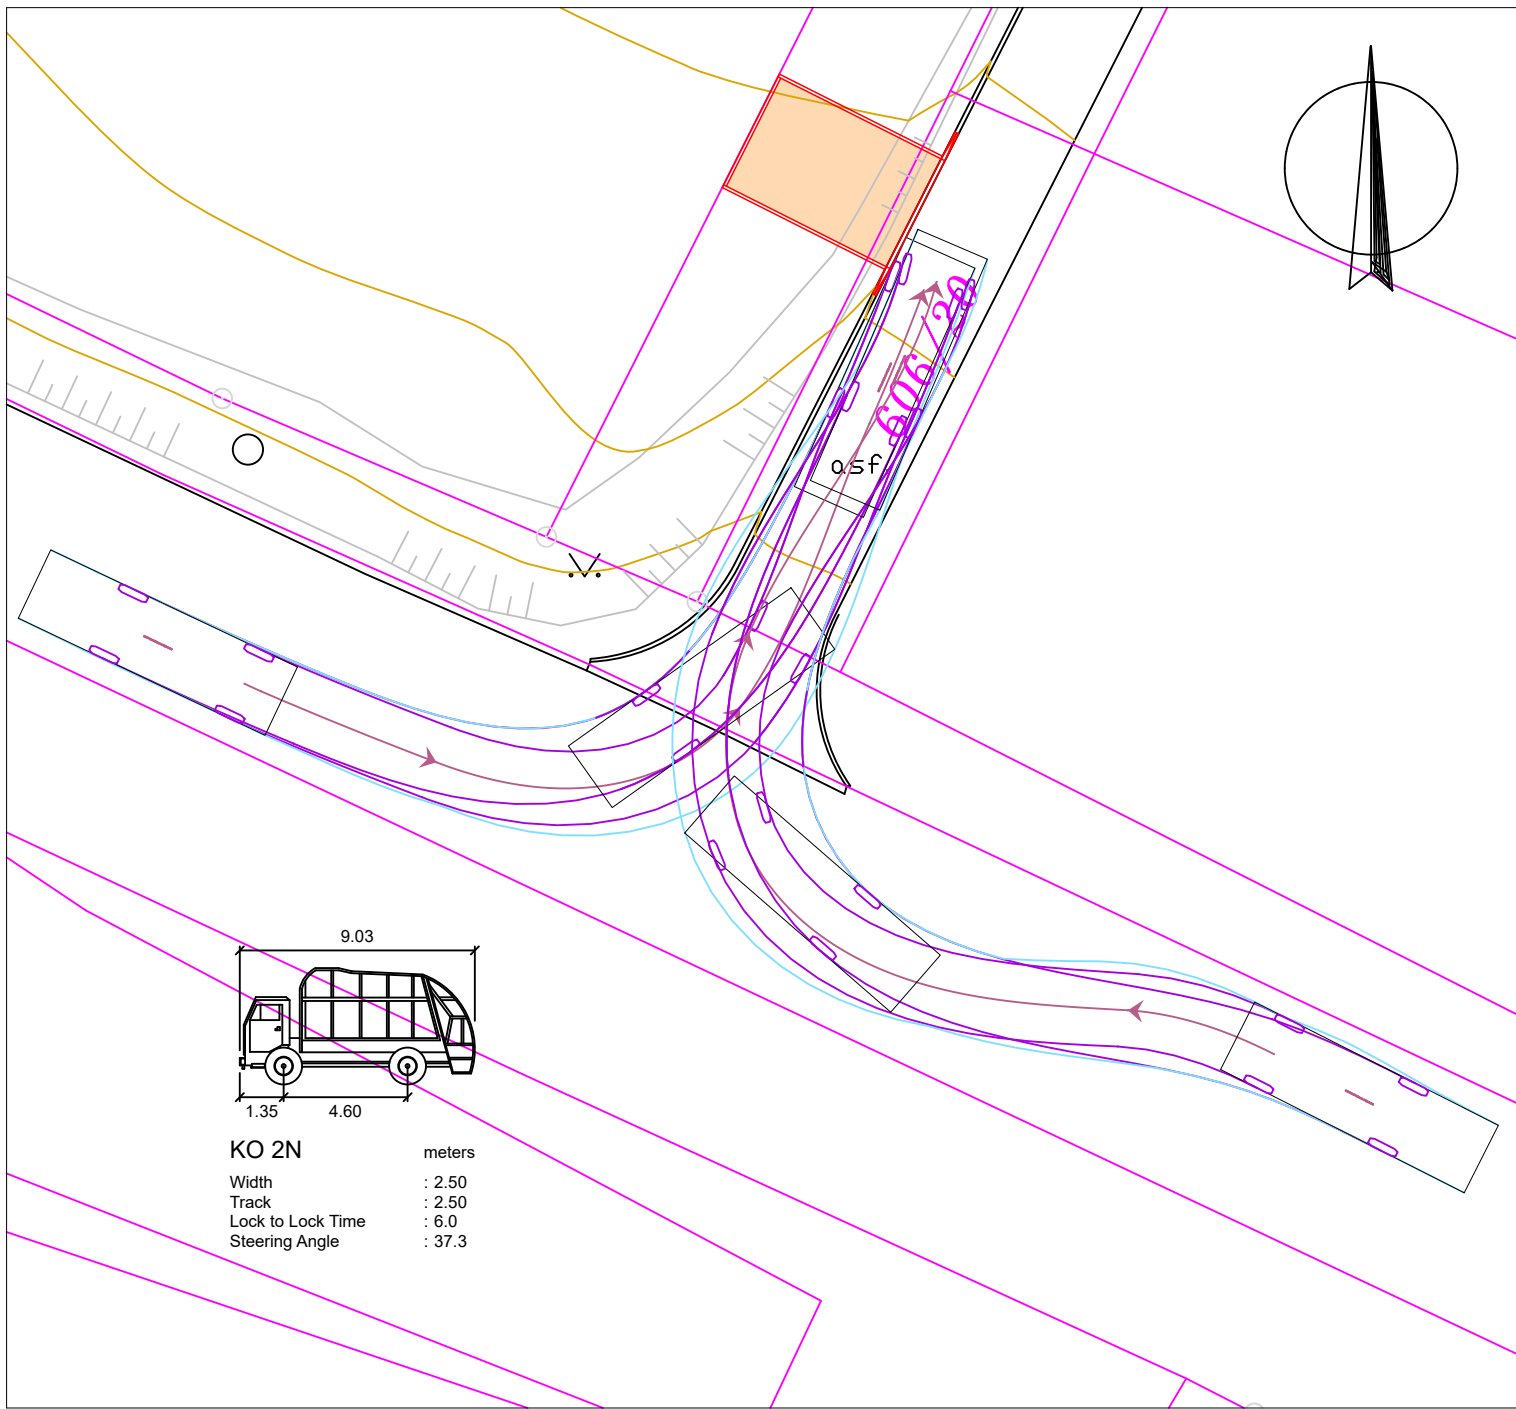 606/20
asf.
9.03
1.35 4.60
KO 2N meters
Width : 2.50
Track : 2.50
Lock to Lock Time : 6.0
Steering Angle : 37.3